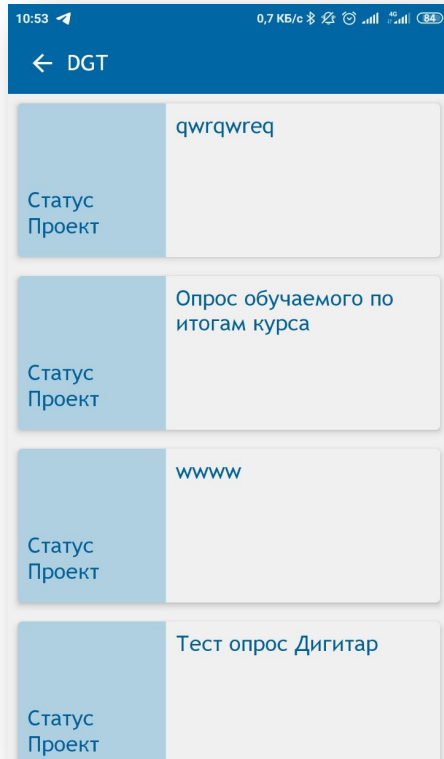 10:53 0,7 КБ/с 4G 84
DGT
qwrqwreq
Статус
Проект
Опрос обучаемого по
итогам курса
Статус
Проект
wwww
Статус
Проект
Тест опрос Дигитар
Статус
Проект